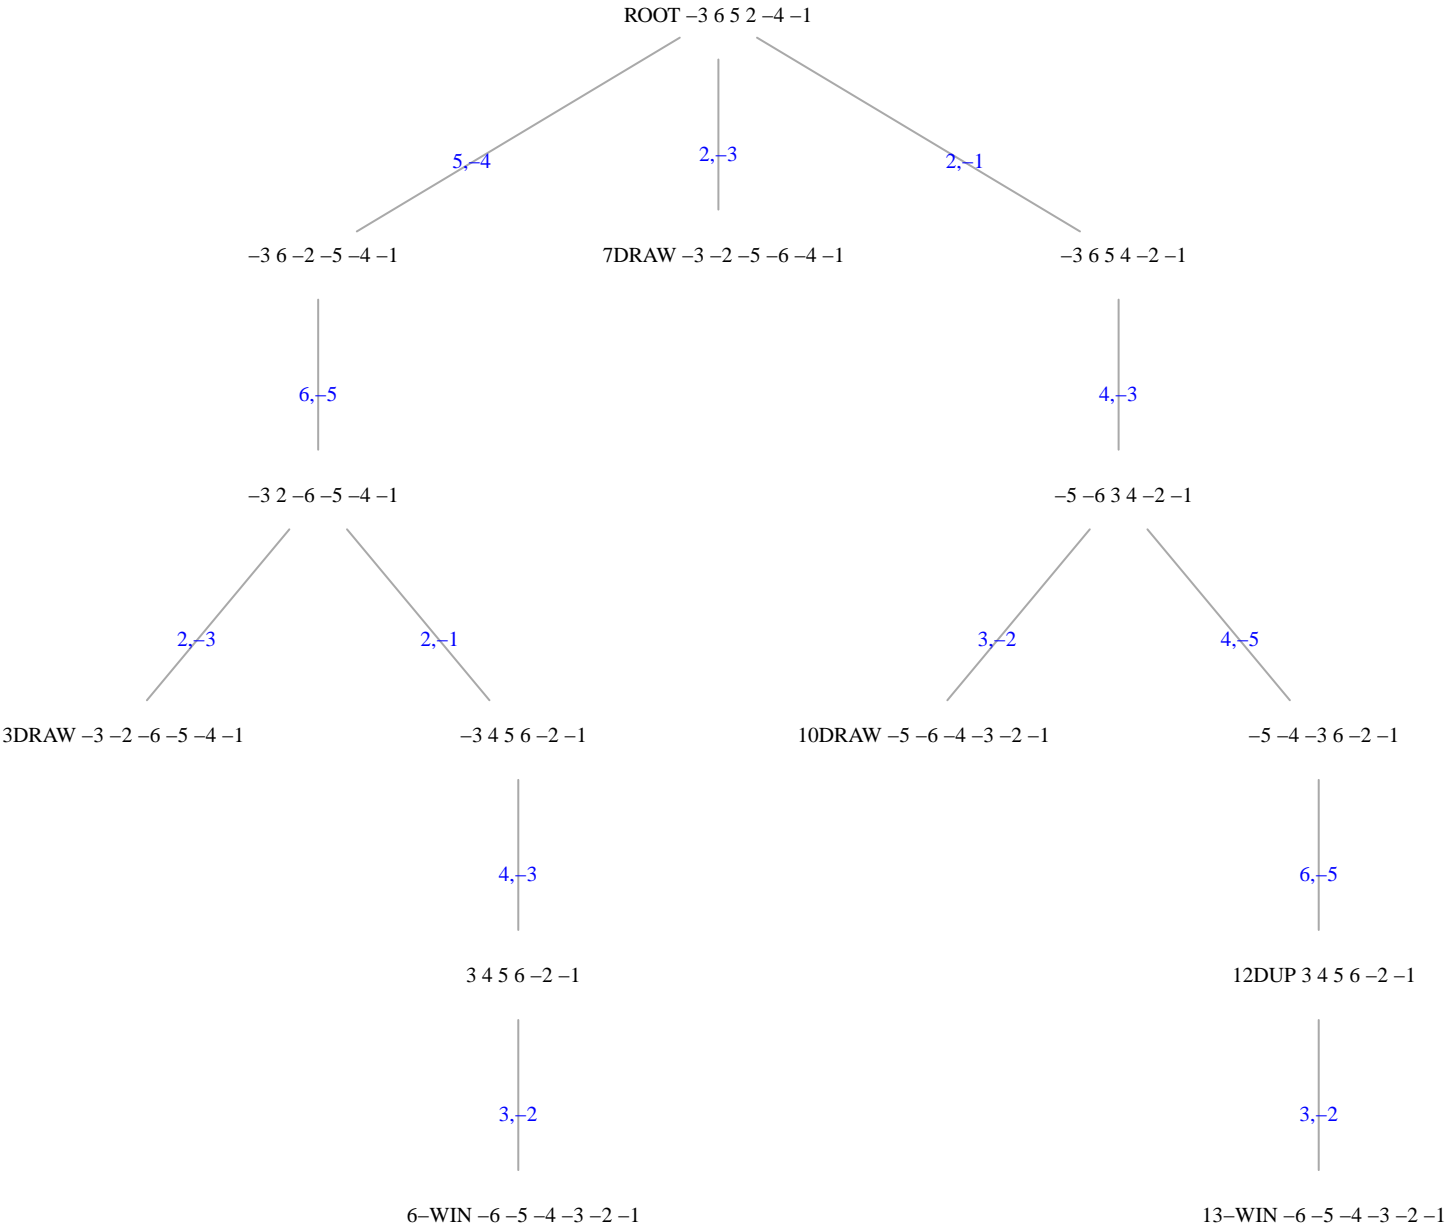 ROOT –3 6 5 2 –4 –1
5,–4
2,–3
2,–1
–3 6 –2 –5 –4 –1
7DRAW –3 –2 –5 –6 –4 –1
–3 6 5 4 –2 –1
6,–5
4,–3
–3 2 –6 –5 –4 –1
–5 –6 3 4 –2 –1
2,–3
2,–1
3,–2
4,–5
3DRAW –3 –2 –6 –5 –4 –1
–3 4 5 6 –2 –1
10DRAW –5 –6 –4 –3 –2 –1
–5 –4 –3 6 –2 –1
4,–3
6,–5
3 4 5 6 –2 –1
12DUP 3 4 5 6 –2 –1
3,–2
3,–2
6–WIN –6 –5 –4 –3 –2 –1
13–WIN –6 –5 –4 –3 –2 –1